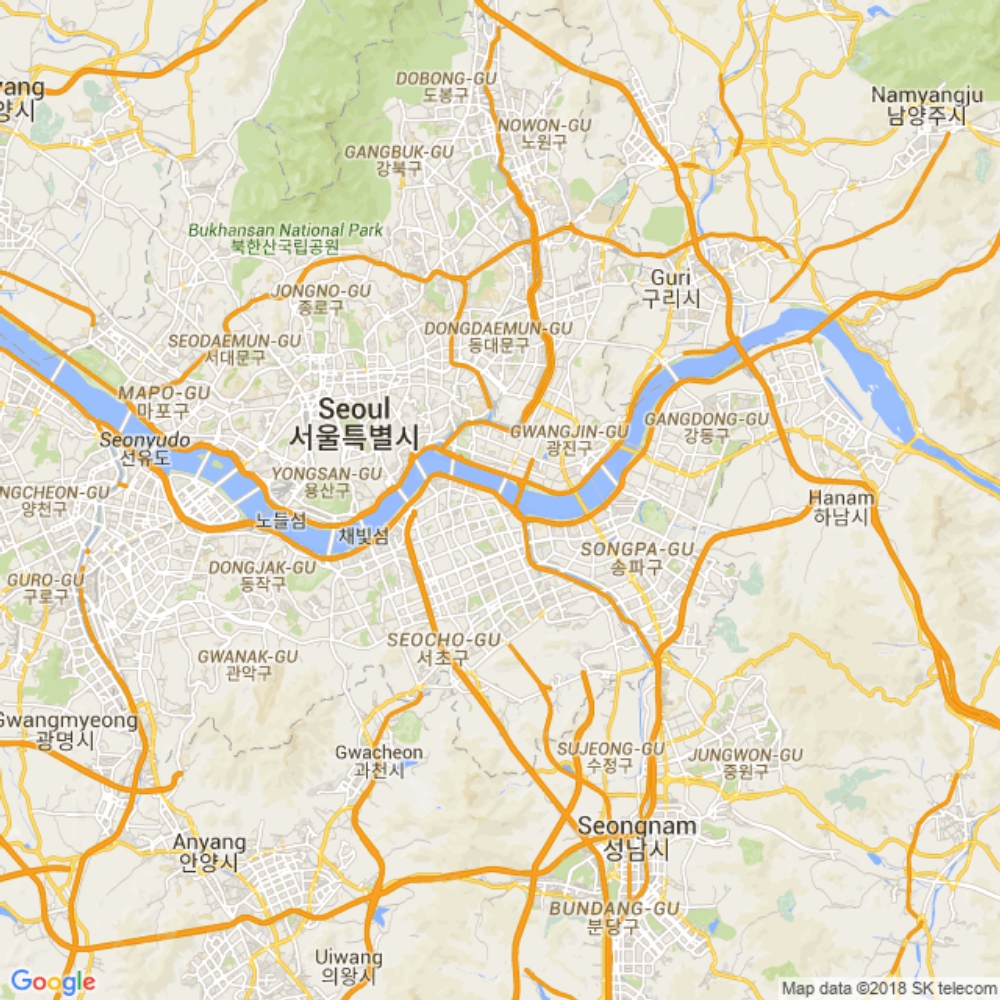 DOBONG-GU
도봉구
Namyangju
남양주시
양시
NOWON-GU
노원구
GANGBUK-GU
강북구
Bukhansan National Park
북한산국립공원
Guri
구리시
JONGNO-GU
종로구
DONGDAEMUN-GU
동대문구
SEODAEMUN-GU
서대문구
MAPO-GU
마포구
Seoul
서울특별시
GWANGJIN-GU
광진구
GANGDONG-GU
강동구
Seonyudo
선유도
YONGSAN-GU
용산구
NGCHEON-GU
양천구
Hanam
하남시
노들섬
채빛섬
SONGPA-GU
송파구
DONGJAK-GU
동작구
GURO-GU
구로구
SEOCHO-GU
서초구
GWANAK-GU
관악구
Gwangmyeong
광명시
Gwacheon
과천시
SUJEONG-GU
수정구
JUNGWON-GU
중원구
Seongnam
성남시
Anyang
안양시
BUNDANG-GU
분당구
Uiwang
의왕시
Google
Map data ©2018 SK telecom